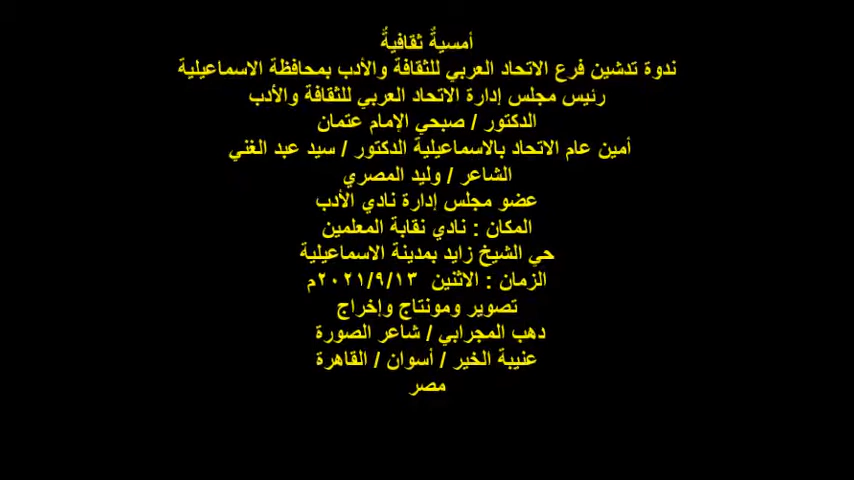 أمسيةٌ ثقافيةٌ
ندوة تدشين فرع الاتحاد العربي للثقافة والأدب بمحافظة الاسماعيلية
رئيس مجلس إدارة الاتحاد العربي للثقافة والأدب
الدكتور / صبحي الإمام عتمان
أمين عام الاتحاد بالاسماعيلية الدكتور / سيد عبد الغني
الشاعر / وليد المصري
عضو مجلس إدارة نادي الأدب
المكان : نادي نقابة المعلمين
حي الشيخ زايد بمدينة الاسماعيلية
الزمان : الاثنين ٢٠٢١/٩/١٣م
تصوير ومونتاج وإخراج
دهب المجرابي / شاعر الصورة
عنيبة الخير / أسوان / القاهرة
مصر